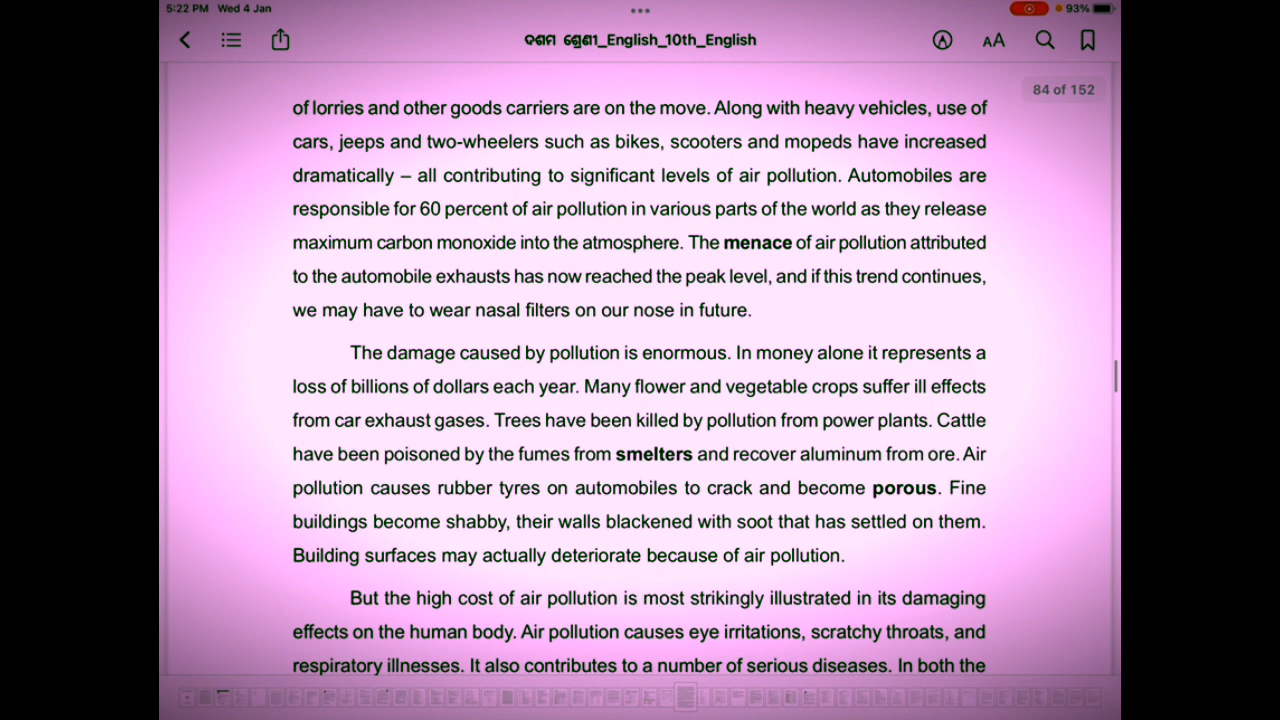 5:22 PM Wed 4 Jan
93%
ଦଶମ ଶ୍ରେଣୀ_English_10th_English
AA
84 of 152
of lorries and other goods carriers are on the move. Along with heavy vehicles, use of
cars, jeeps and two-wheelers such as bikes, scooters and mopeds have increased
dramatically – all contributing to significant levels of air pollution. Automobiles are
responsible for 60 percent of air pollution in various parts of the world as they release
maximum carbon monoxide into the atmosphere. The menace of air pollution attributed
to the automobile exhausts has now reached the peak level, and if this trend continues,
we may have to wear nasal filters on our nose in future.
The damage caused by pollution is enormous. In money alone it represents a
loss of billions of dollars each year. Many flower and vegetable crops suffer ill effects
from car exhaust gases. Trees have been killed by pollution from power plants. Cattle
have been poisoned by the fumes from smelters and recover aluminum from ore. Air
pollution causes rubber tyres on automobiles to crack and become porous. Fine
buildings become shabby, their walls blackened with soot that has settled on them.
Building surfaces may actually deteriorate because of air pollution.
But the high cost of air pollution is most strikingly illustrated in its damaging
effects on the human body. Air pollution causes eye irritations, scratchy throats, and
respiratory illnesses. It also contributes to a number of serious diseases. In both the